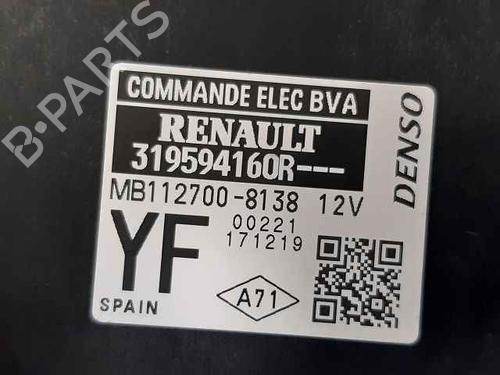 COMMANDE ELEC BVA
RENAULT
319594160R---
MB112700-8138 12V
00221
171219
YF
A71
SPAIN
DENSO
B-PARTS